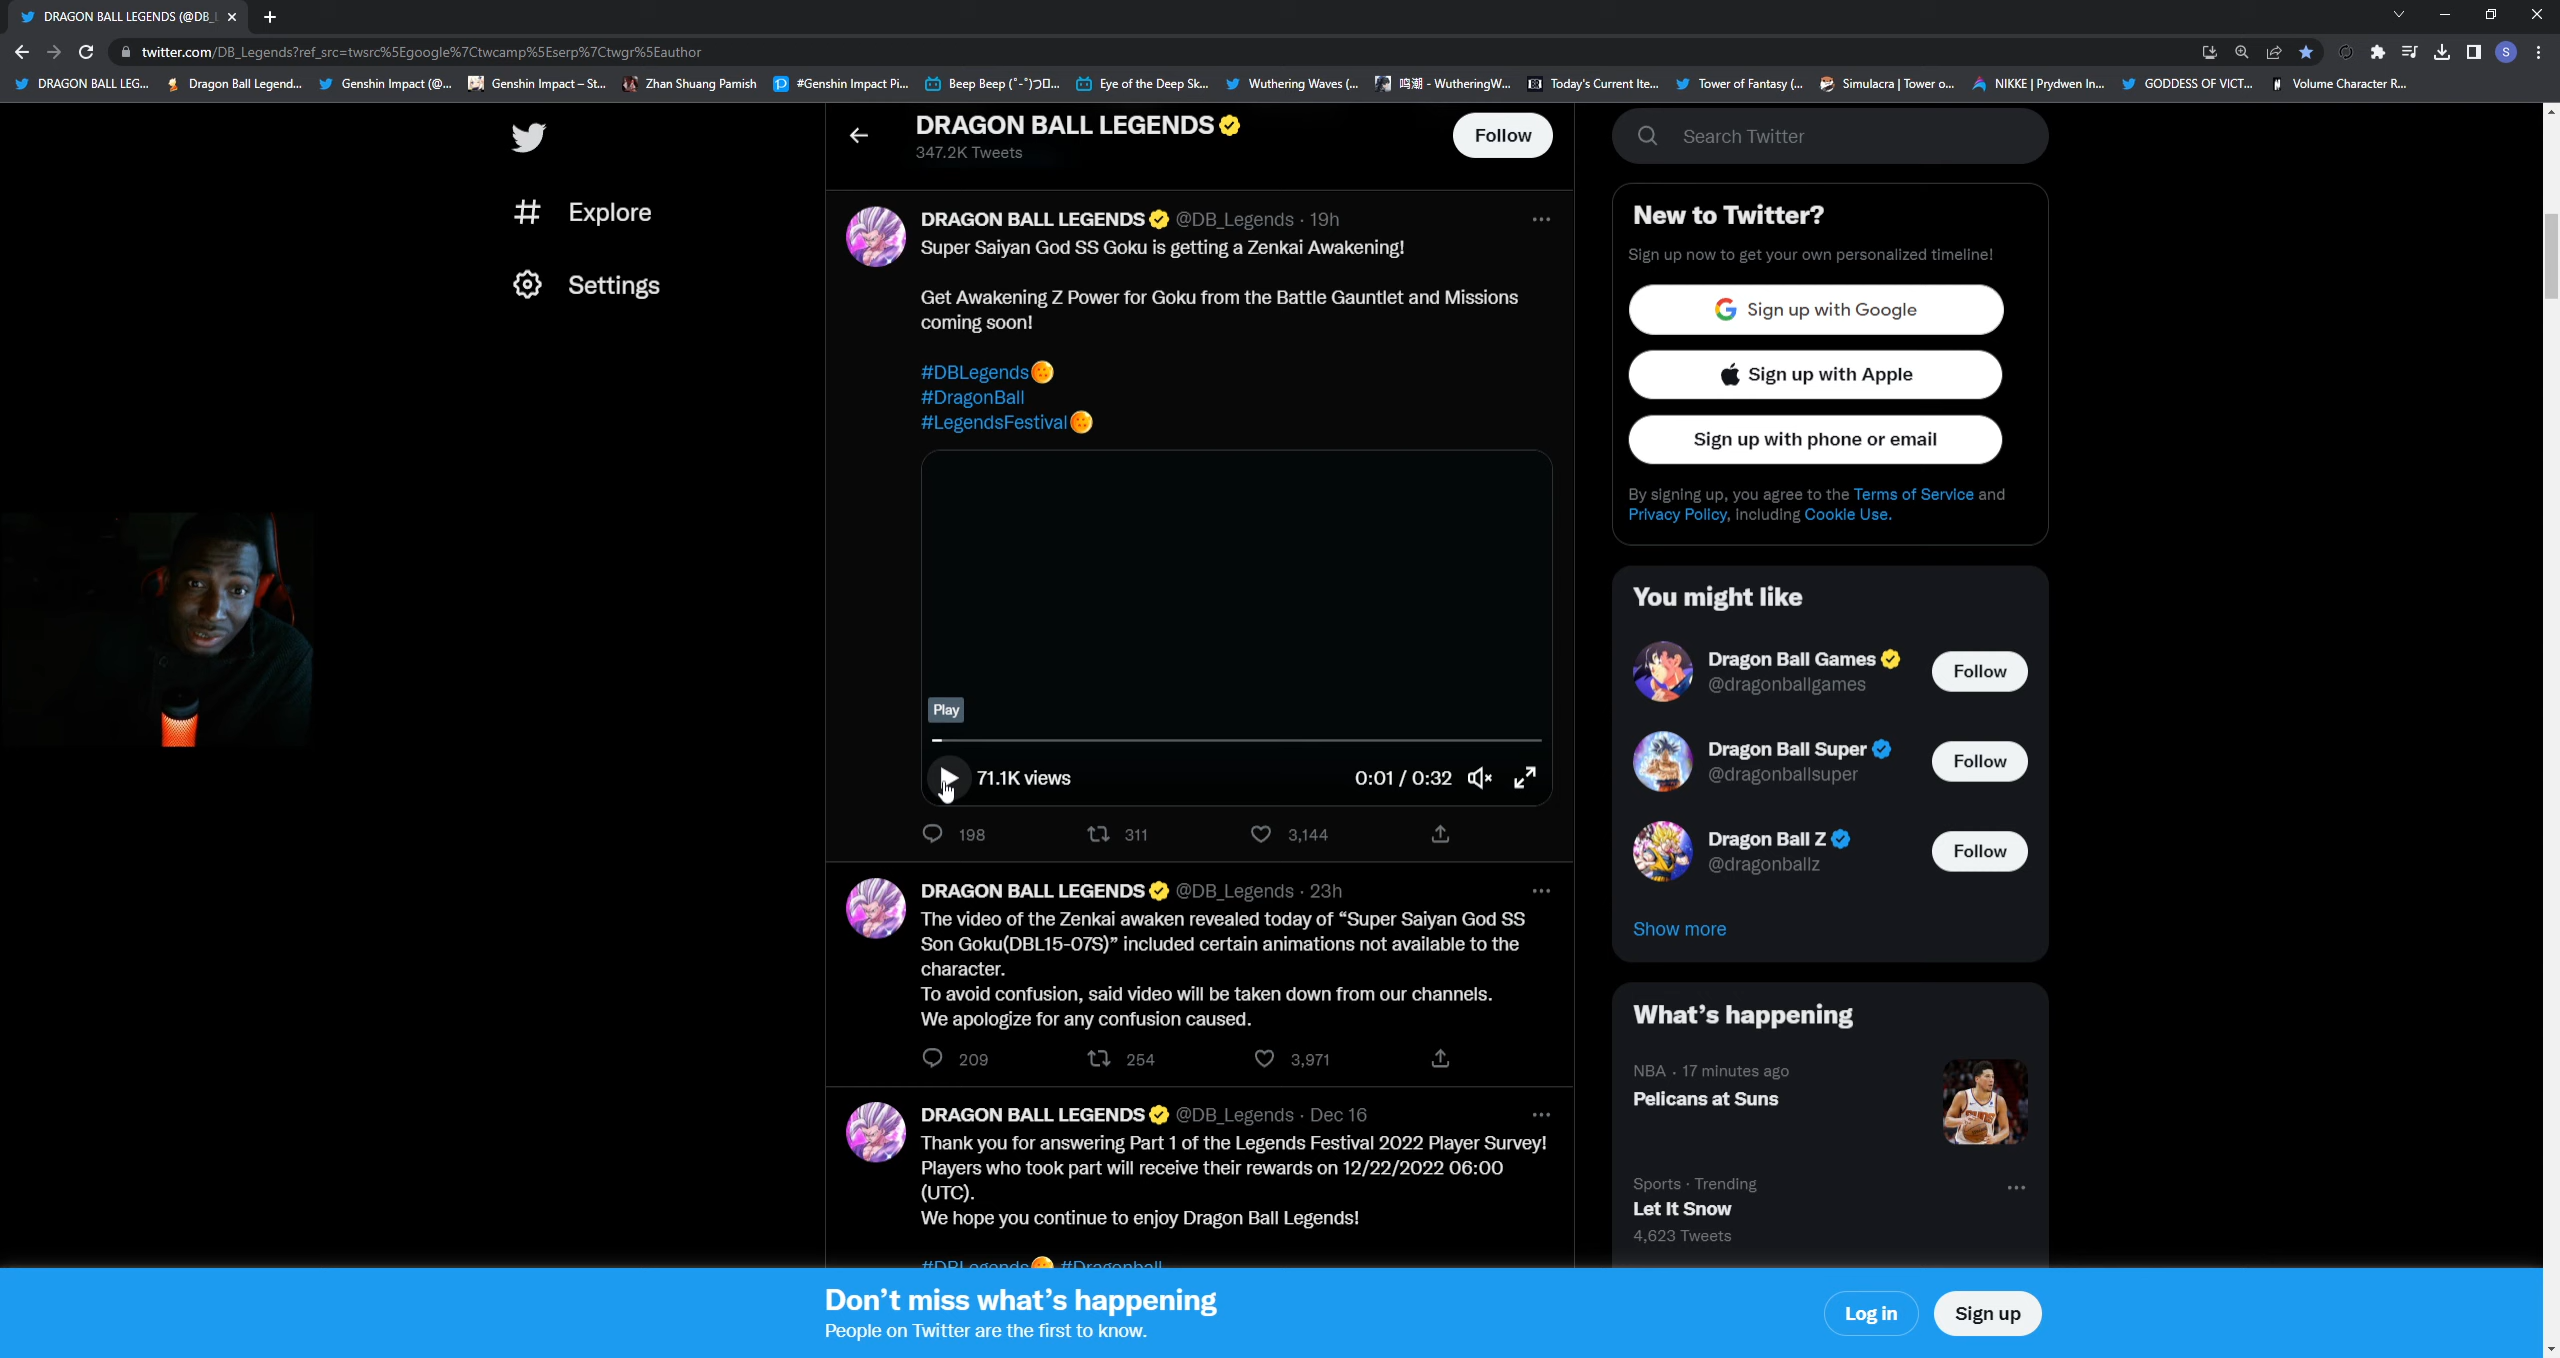 DRAGON BALL LEGENDS (@DB_L
twitter.com/DB_Legends?ref_src=twsrc%5Egoogle%7Ctwcamp%5Eserp%7Ctwgr%5Eauthor
S
DRAGON BALL LEG...
Dragon Ball Legend...
Genshin Impact (@...
Genshin Impact – St...
Zhan Shuang Pamish
#Genshin Impact Pi...
Eye of the Deep Sk...
Wuthering Waves (...
鸣潮 - WutheringW...
Today's Current Ite...
Tower of Fantasy (...
Simulacra | Tower o...
NIKKE | Prydwen In...
GODDESS OF VICT...
Volume Character R...
Explore
Settings
DRAGON BALL LEGENDS
347.2K Tweets
Follow
DRAGON BALL LEGENDS @DB_Legends · 19h
Super Saiyan God SS Goku is getting a Zenkai Awakening!
Get Awakening Z Power for Goku from the Battle Gauntlet and Missions
coming soon!
#DBLegends
#DragonBall
#LegendsFestival
Play
71.1K views
0:01 / 0:32
198
311
3,144
DRAGON BALL LEGENDS @DB_Legends · 23h
The video of the Zenkai awaken revealed today of “Super Saiyan God SS
Son Goku(DBL15-07S)” included certain animations not available to the
character.
To avoid confusion, said video will be taken down from our channels.
We apologize for any confusion caused.
209
254
3,971
DRAGON BALL LEGENDS @DB_Legends · Dec 16
Thank you for answering Part 1 of the Legends Festival 2022 Player Survey!
Players who took part will receive their rewards on 12/22/2022 06:00
(UTC).
We hope you continue to enjoy Dragon Ball Legends!
#DBLegends #Dragonball
Search Twitter
New to Twitter?
Sign up now to get your own personalized timeline!
Sign up with Google
Sign up with Apple
Sign up with phone or email
By signing up, you agree to the Terms of Service and
Privacy Policy, including Cookie Use.
You might like
Dragon Ball Games
@dragonballgames
Follow
Dragon Ball Super
@dragonballsuper
Follow
Dragon Ball Z
@dragonballz
Follow
Show more
What’s happening
NBA · 17 minutes ago
Pelicans at Suns
Sports · Trending
Let It Snow
4,623 Tweets
Don’t miss what’s happening
People on Twitter are the first to know.
Log in
Sign up